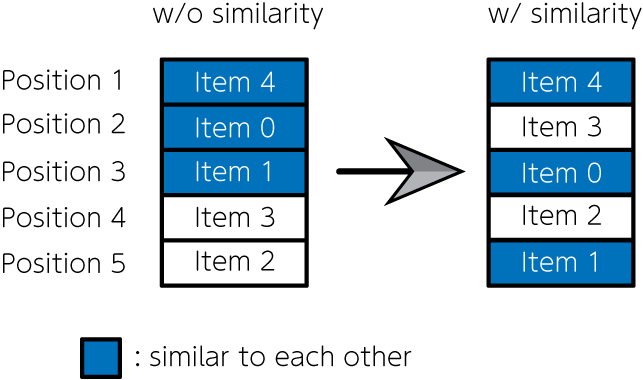 w/o similarity w/ similarity
Position 1 Item 4 Item 4
Position 2 Item 0 Item 3
Position 3 Item 1 Item 0
Position 4 Item 3 Item 2
Position 5 Item 2 Item 1
: similar to each other